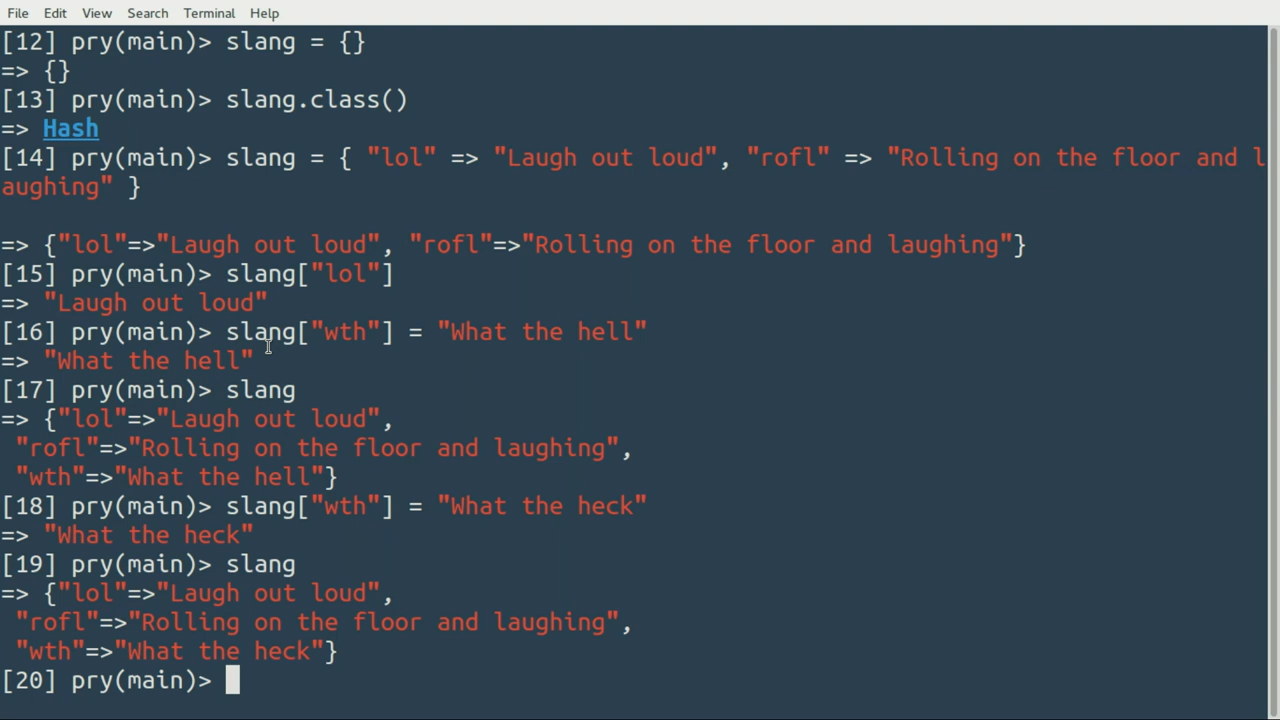 File Edit View Search Terminal Help
[12] pry(main)> slang = {}
=> {}
[13] pry(main)> slang.class()
=> Hash
[14] pry(main)> slang = { "lol" => "Laugh out loud", "rofl" => "Rolling on the floor and l
aughing" }
=> {"lol"=>"Laugh out loud", "rofl"=>"Rolling on the floor and laughing"}
[15] pry(main)> slang["lol"]
=> "Laugh out loud"
[16] pry(main)> slang["wth"] = "What the hell"
=> "What the hell"
[17] pry(main)> slang
=> {"lol"=>"Laugh out loud",
 "rofl"=>"Rolling on the floor and laughing",
 "wth"=>"What the hell"}
[18] pry(main)> slang["wth"] = "What the heck"
=> "What the heck"
[19] pry(main)> slang
=> {"lol"=>"Laugh out loud",
 "rofl"=>"Rolling on the floor and laughing",
 "wth"=>"What the heck"}
[20] pry(main)>